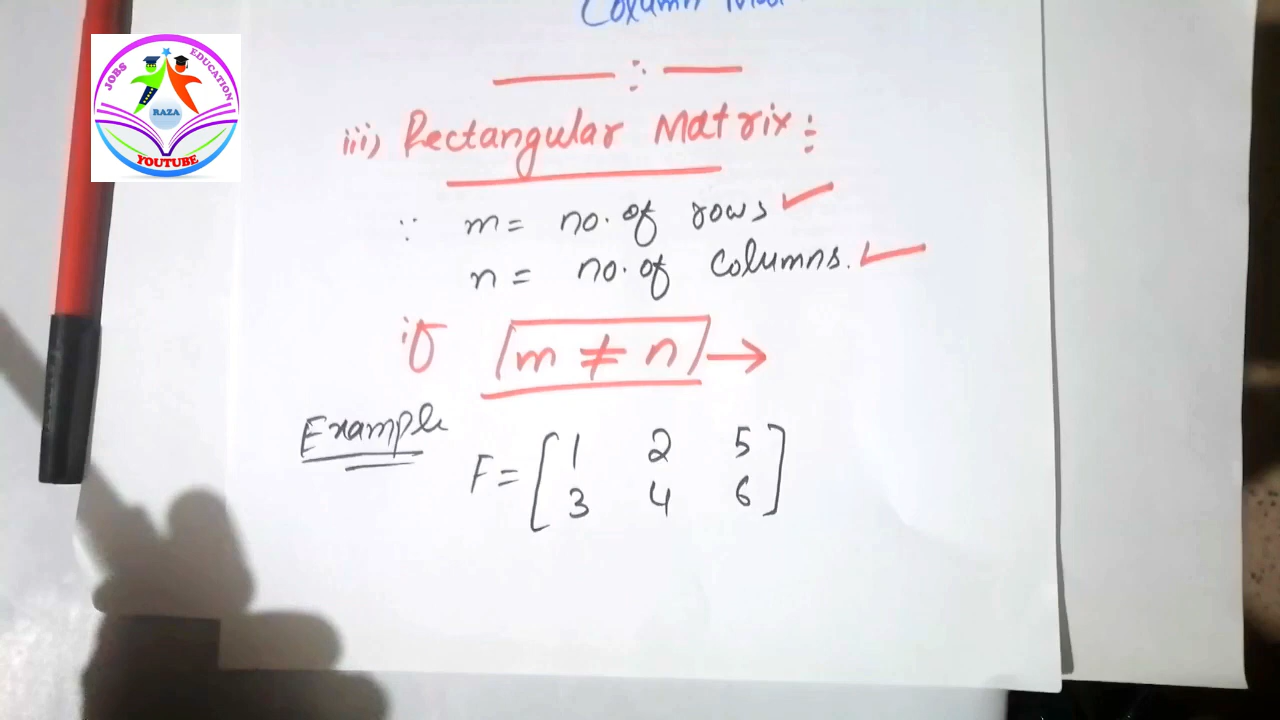 Column
JOBS EDUCATION
RAZA
YOUTUBE
iii) Rectangular Matrix:
∵ m = no. of rows ✓
n = no. of columns. ✓
if m ≠ n →
Example
F = [1 2 5
3 4 6]